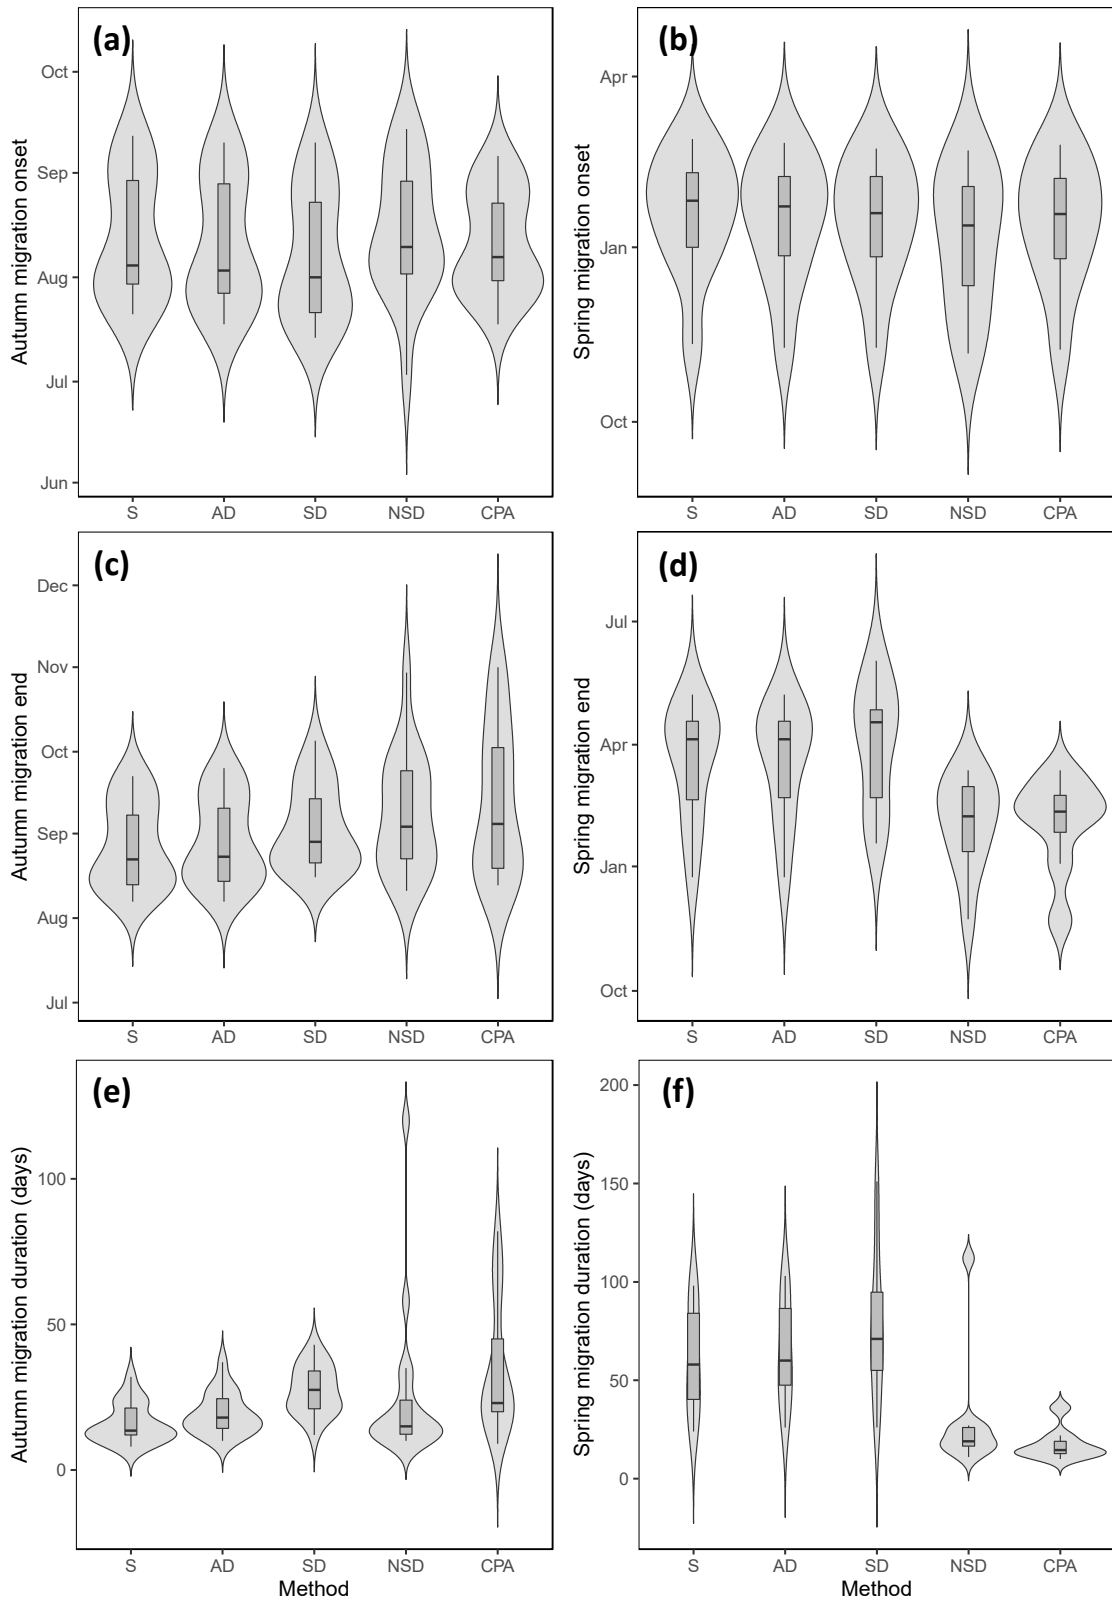 (a)
Autumn migration onset
Oct
Sep
Aug
Jul
Jun
S AD SD NSD CPA
(b)
Spring migration onset
Apr
Jan
Oct
S AD SD NSD CPA
(c)
Autumn migration end
Dec
Nov
Oct
Sep
Aug
Jul
S AD SD NSD CPA
(d)
Spring migration end
Jul
Apr
Jan
Oct
S AD SD NSD CPA
(e)
Autumn migration duration (days)
100
50
0
S AD SD NSD CPA
Method
(f)
Spring migration duration (days)
200
150
100
50
0
S AD SD NSD CPA
Method